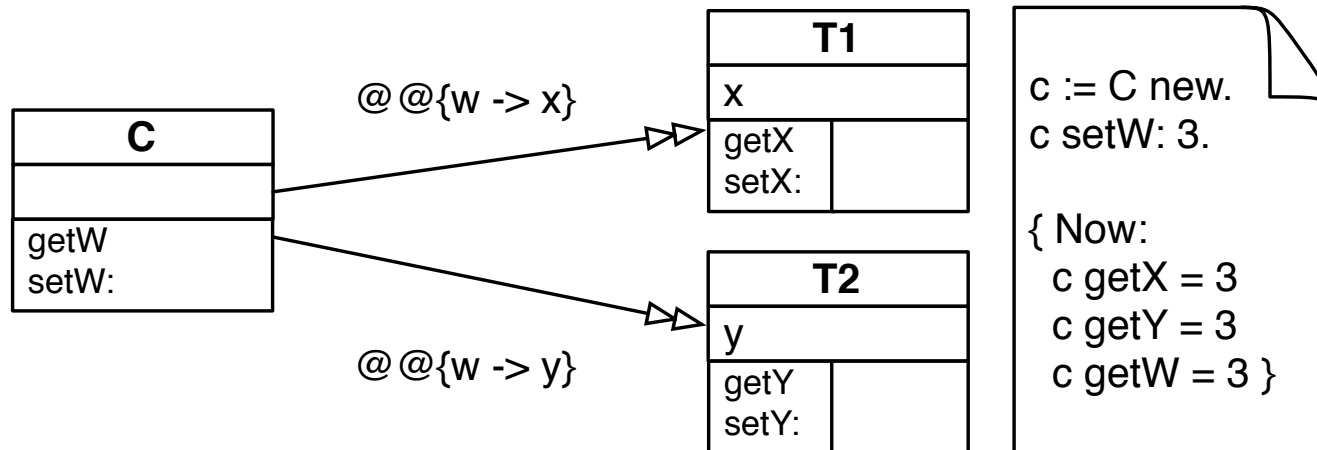 C
getW
setW:
@@{w -> x}
@@{w -> y}
T1
x
getX
setX:
T2
y
getY
setY:
c := C new.
c setW: 3.
{ Now:
c getX = 3
c getY = 3
c getW = 3 }